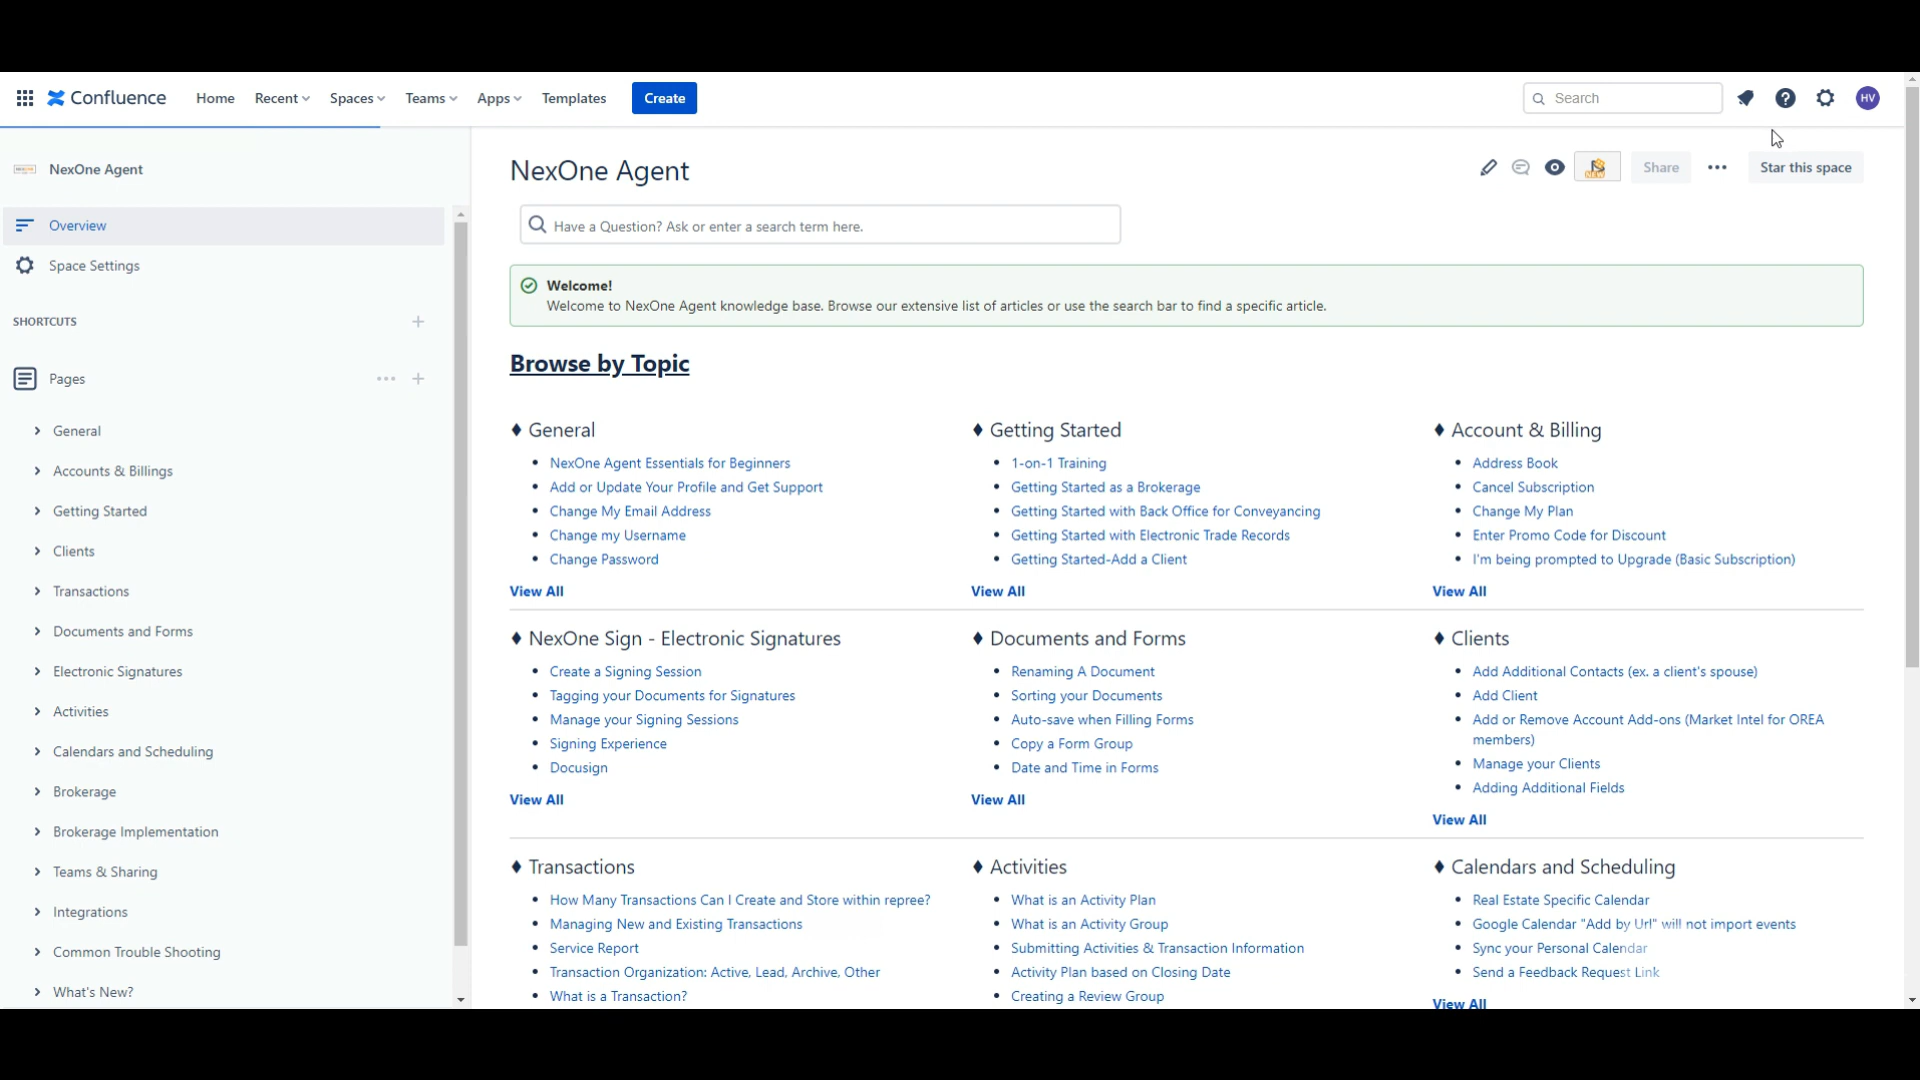 Confluence
Home
Recent
Spaces
Teams
Apps
Templates
Create
Search
HV
NexOne Agent
Overview
Space Settings
SHORTCUTS
Pages
General
Accounts & Billings
Getting Started
Clients
Transactions
Documents and Forms
Electronic Signatures
Activities
Calendars and Scheduling
Brokerage
Brokerage Implementation
Teams & Sharing
Integrations
Common Trouble Shooting
What's New?
NexOne Agent
Share
Star this space
Have a Question? Ask or enter a search term here.
Welcome!
Welcome to NexOne Agent knowledge base. Browse our extensive list of articles or use the search bar to find a specific article.
Browse by Topic
General
NexOne Agent Essentials for Beginners
Add or Update Your Profile and Get Support
Change My Email Address
Change my Username
Change Password
View All
Getting Started
1-on-1 Training
Getting Started as a Brokerage
Getting Started with Back Office for Conveyancing
Getting Started with Electronic Trade Records
Getting Started-Add a Client
View All
Account & Billing
Address Book
Cancel Subscription
Change My Plan
Enter Promo Code for Discount
I'm being prompted to Upgrade (Basic Subscription)
View All
NexOne Sign - Electronic Signatures
Create a Signing Session
Tagging your Documents for Signatures
Manage your Signing Sessions
Signing Experience
Docusign
View All
Documents and Forms
Renaming A Document
Sorting your Documents
Auto-save when Filling Forms
Copy a Form Group
Date and Time in Forms
View All
Clients
Add Additional Contacts (ex. a client's spouse)
Add Client
Add or Remove Account Add-ons (Market Intel for OREA
members)
Manage your Clients
Adding Additional Fields
View All
Transactions
How Many Transactions Can I Create and Store within repree?
Managing New and Existing Transactions
Service Report
Transaction Organization: Active, Lead, Archive, Other
What is a Transaction?
Activities
What is an Activity Plan
What is an Activity Group
Submitting Activities & Transaction Information
Activity Plan based on Closing Date
Creating a Review Group
Calendars and Scheduling
Real Estate Specific Calendar
Google Calendar "Add by Url" will not import events
Sync your Personal Calendar
Send a Feedback Request Link
View All